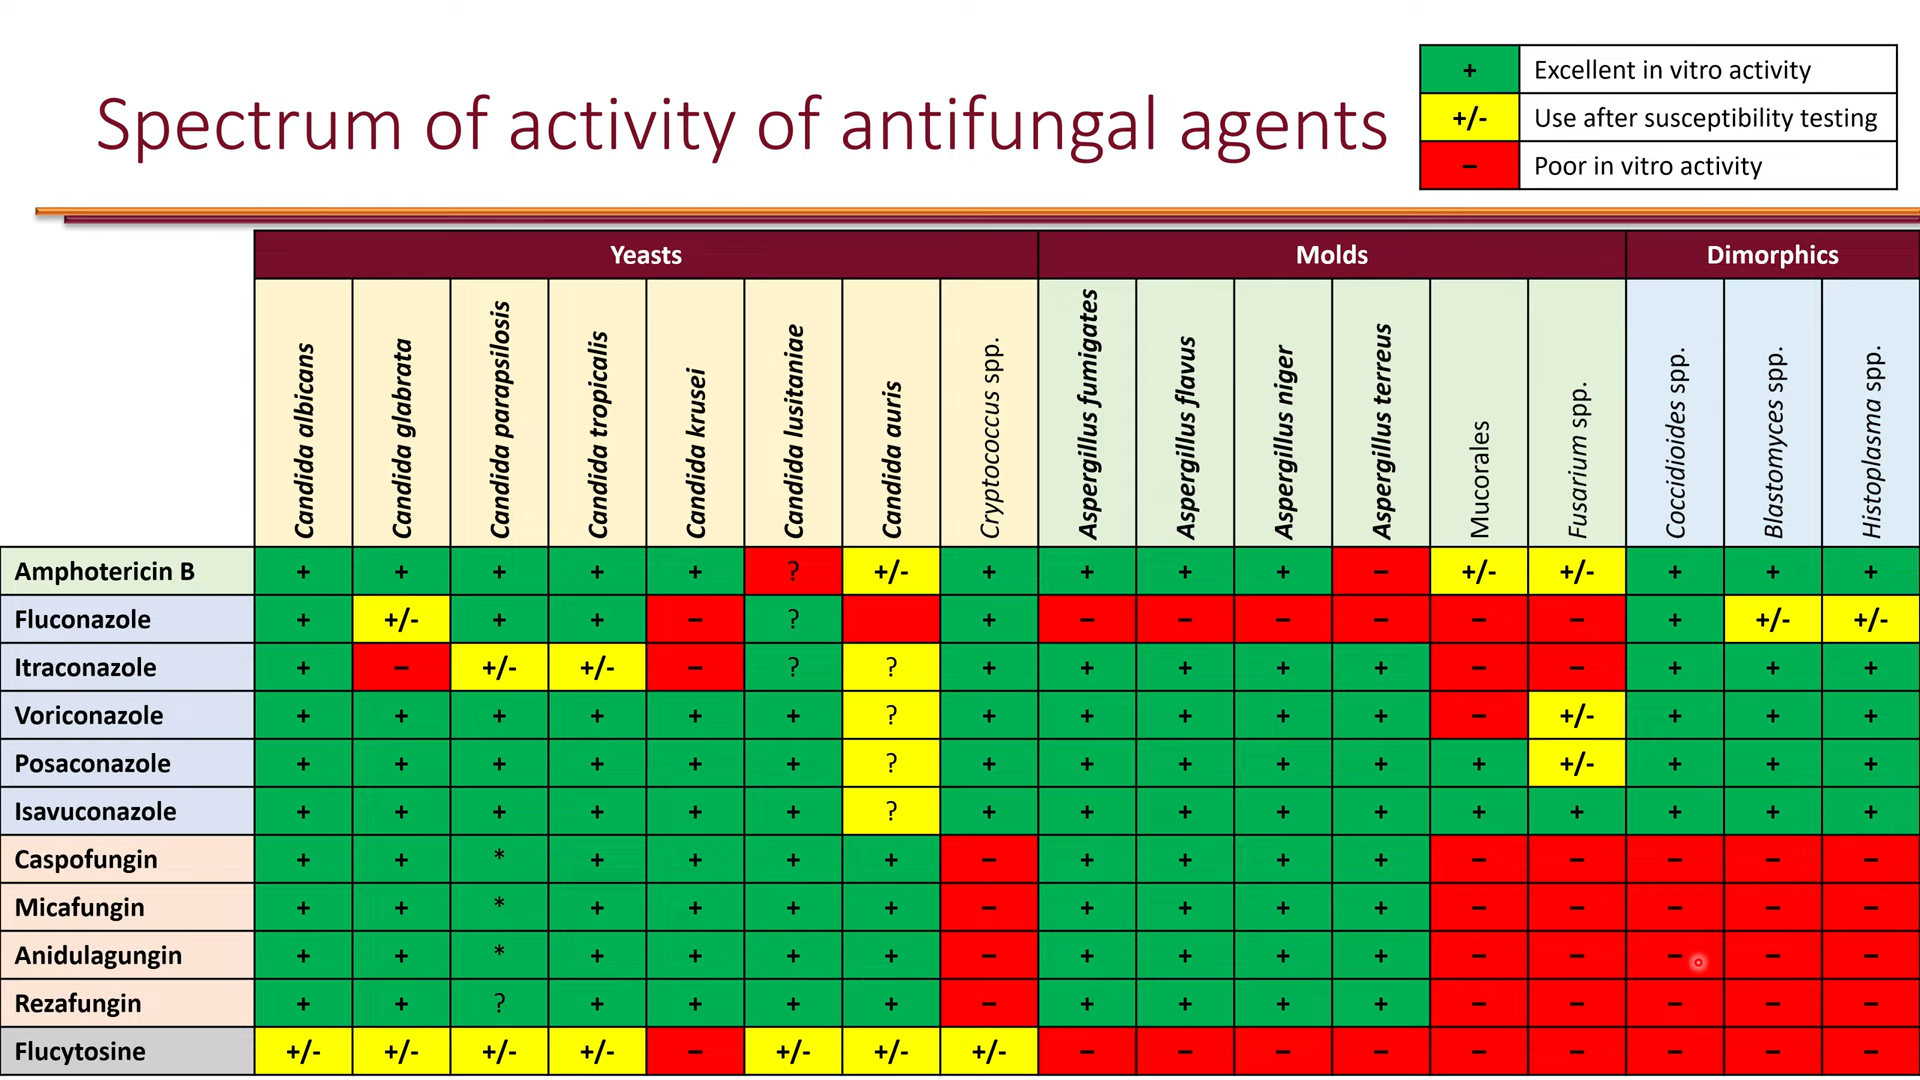 Spectrum of activity of antifungal agents
+ Excellent in vitro activity
+/- Use after susceptibility testing
– Poor in vitro activity
Yeasts Molds Dimorphics
Candida albicans
Candida glabrata
Candida parapsilosis
Candida tropicalis
Candida krusei
Candida lusitaniae
Candida auris
Cryptococcus spp.
Aspergillus fumigates
Aspergillus flavus
Aspergillus niger
Aspergillus terreus
Mucorales
Fusarium spp.
Coccidioides spp.
Blastomyces spp.
Histoplasma spp.
Amphotericin B + + + + + ? +/- + + + + – +/- +/- + + +
Fluconazole + +/- + + – ? + – – – – – – + +/- +/-
Itraconazole + – +/- +/- – ? ? + + + + + – – + + +
Voriconazole + + + + + + ? + + + + + – +/- + + +
Posaconazole + + + + + + ? + + + + + + +/- + + +
Isavuconazole + + + + + + ? + + + + + + + + + +
Caspofungin + + * + + + + – + + + + – – – – –
Micafungin + + * + + + + – + + + + – – – – –
Anidulagungin + + * + + + + – + + + + – – – – –
Rezafungin + + ? + + + + – + + + + – – – – –
Flucytosine +/- +/- +/- +/- – +/- +/- +/- – – – – – – – – –